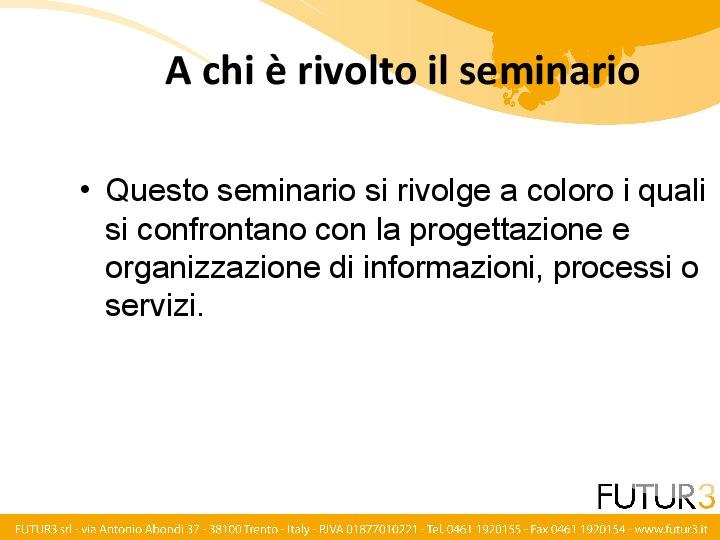 A chi è rivolto il seminario
• Questo seminario si rivolge a coloro i quali
si confrontano con la progettazione e
organizzazione di informazioni, processi o
servizi.
FUTUR3
FUTUR3 srl - via Antonio Abondi 37 - 38100 Trento - Italy - P.IVA 01877010221 - Tel. 0461 1920155 - Fax 0461 1920154 - www.futur3.it